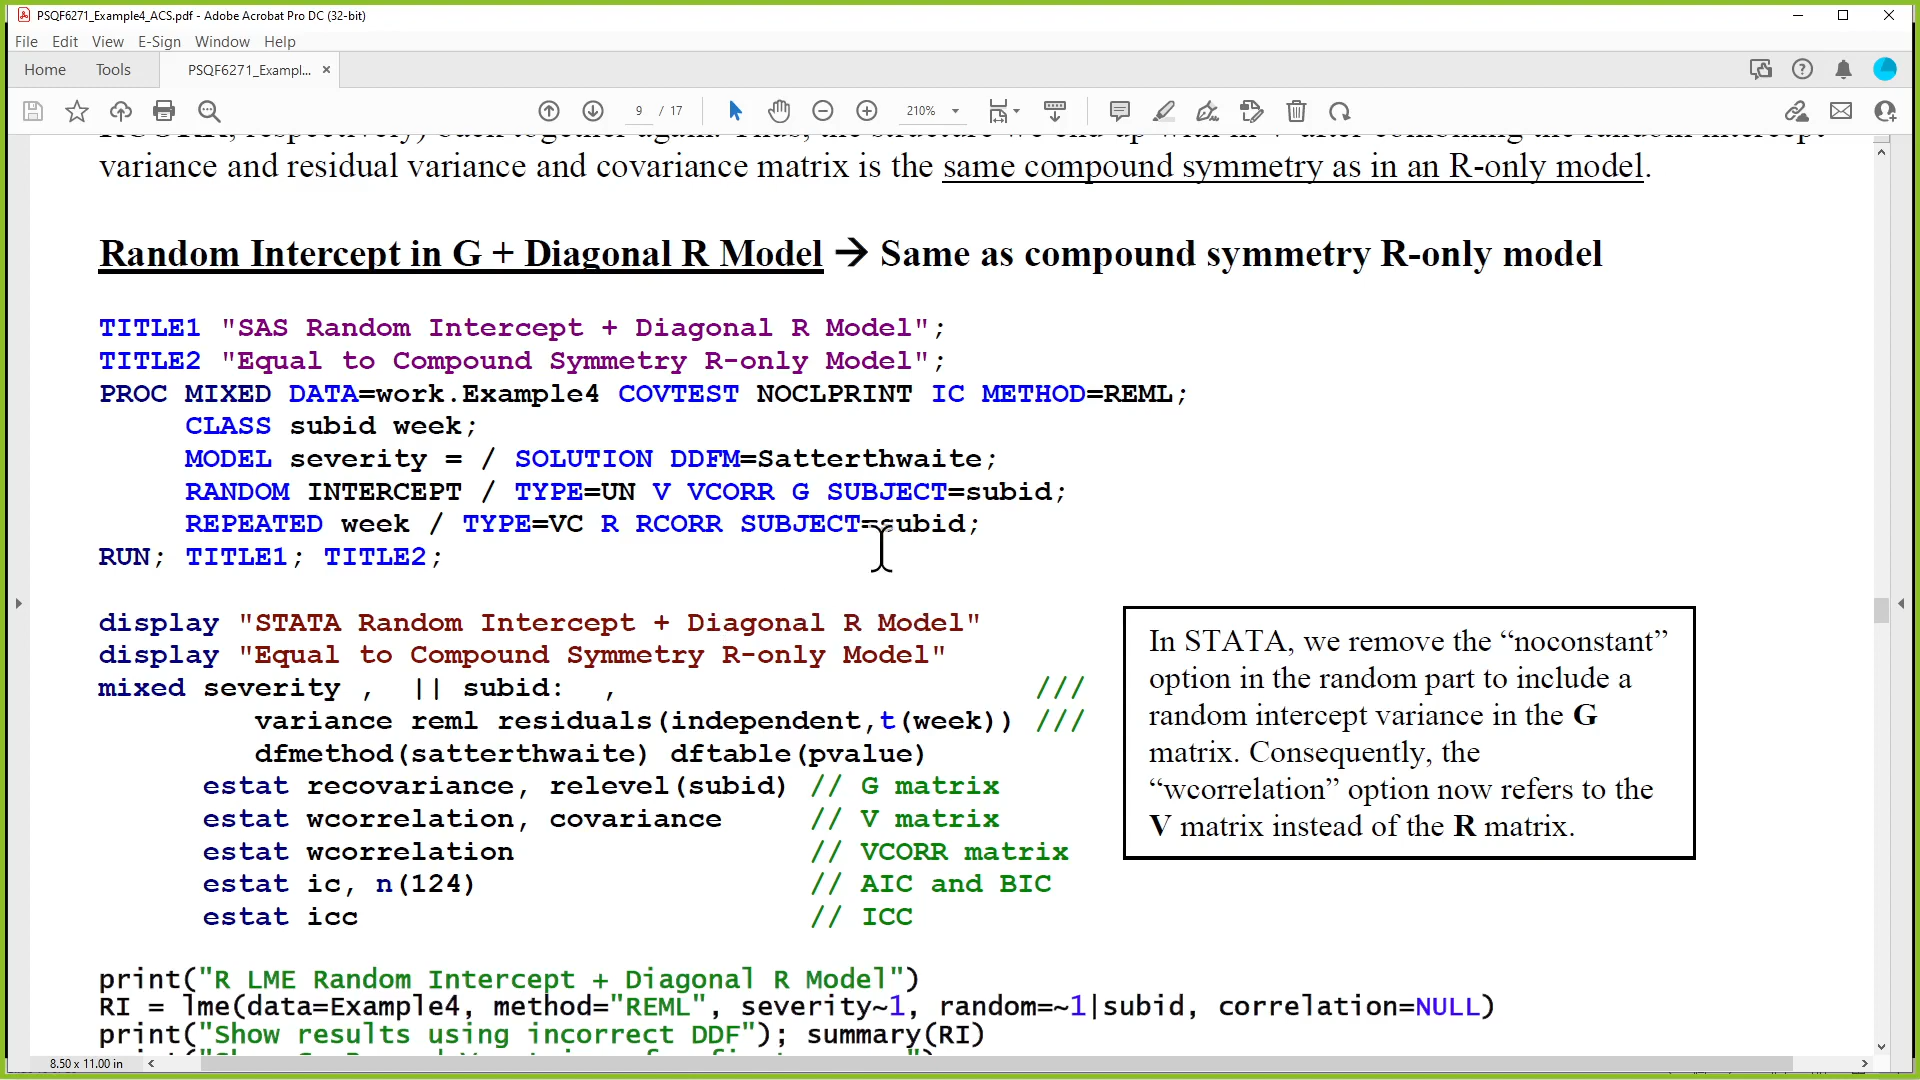 PSQF6271_Example4_ACS.pdf - Adobe Acrobat Pro DC (32-bit)
File Edit View E-Sign Window Help
Home Tools PSQF6271_Exampl... ×
9 / 17 210%
variance and residual variance and covariance matrix is the same compound symmetry as in an R-only model.
Random Intercept in G + Diagonal R Model → Same as compound symmetry R-only model
TITLE1 "SAS Random Intercept + Diagonal R Model";
TITLE2 "Equal to Compound Symmetry R-only Model";
PROC MIXED DATA=work.Example4 COVTEST NOCLPRINT IC METHOD=REML;
CLASS subid week;
MODEL severity = / SOLUTION DDFM=Satterthwaite;
RANDOM INTERCEPT / TYPE=UN V VCORR G SUBJECT=subid;
REPEATED week / TYPE=VC R RCORR SUBJECT=subid;
RUN; TITLE1; TITLE2;
display "STATA Random Intercept + Diagonal R Model"
display "Equal to Compound Symmetry R-only Model"
mixed severity , || subid: , ///
variance reml residuals(independent,t(week)) ///
dfmethod(satterthwaite) dftable(pvalue)
estat recovariance, relevel(subid) // G matrix
estat wcorrelation, covariance // V matrix
estat wcorrelation // VCORR matrix
estat ic, n(124) // AIC and BIC
estat icc // ICC
In STATA, we remove the “noconstant”
option in the random part to include a
random intercept variance in the G
matrix. Consequently, the
“wcorrelation” option now refers to the
V matrix instead of the R matrix.
print("R LME Random Intercept + Diagonal R Model")
RI = lme(data=Example4, method="REML", severity~1, random=~1|subid, correlation=NULL)
print("Show results using incorrect DDF"); summary(RI)
8.50 x 11.00 in